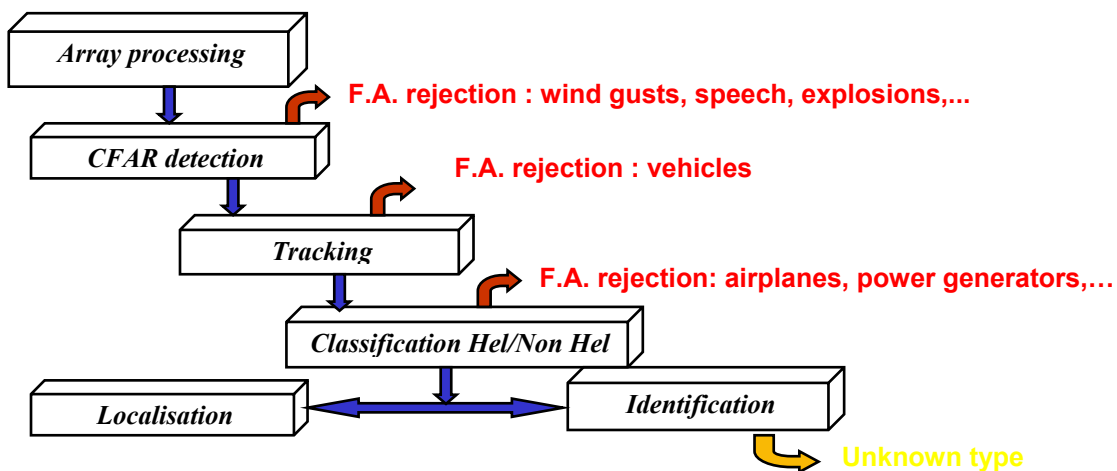 Array processing
F.A. rejection : wind gusts, speech, explosions,...
CFAR detection
F.A. rejection : vehicles
Tracking
F.A. rejection: airplanes, power generators,…
Classification Hel/Non Hel
Localisation
Identification
Unknown type